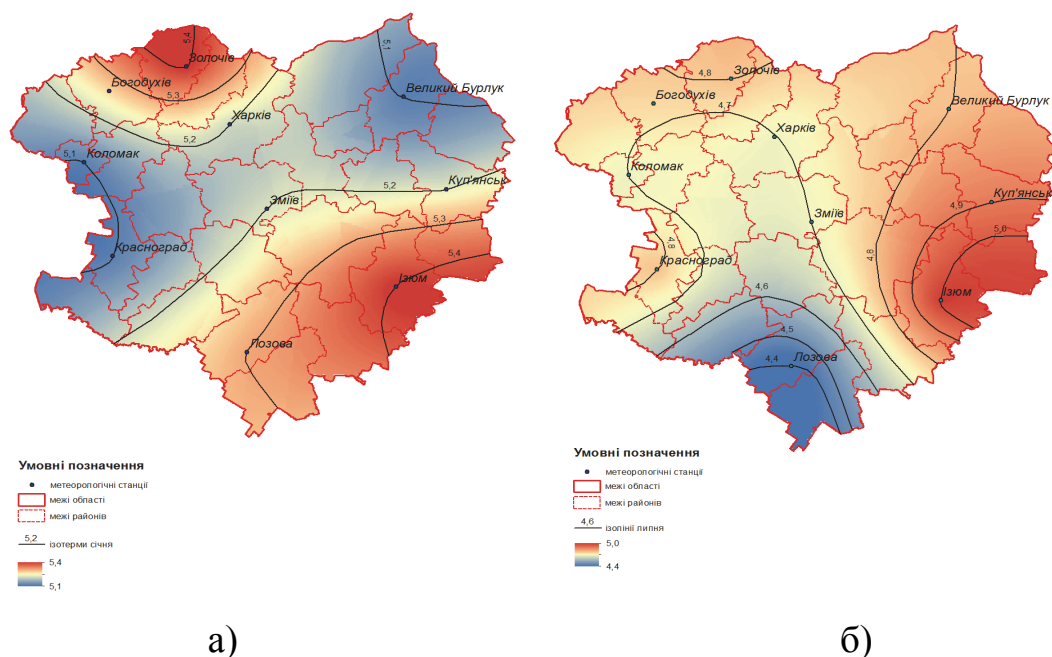 5,4
Золочів
Богодухів
5,3
5,1
Великий Бурлук
Харків
5,2
5,1
Коломак
Куп'янськ
5,2
Зміїв
5,3
Красноград
5,4
Ізюм
Лозова
Умовні позначення
метеорологічні станції
межі області
межі районів
5,2
ізотерми січня
5,4
5,1
а)
4,8
Золочів
Богодухів
4,7
Великий Бурлук
Харків
Коломак
Куп'янськ
4,9
Зміїв
5,0
4,8
4,8
Красноград
Ізюм
4,6
4,5
Лозова
4,4
Умовні позначення
метеорологічні станції
межі області
межі районів
4,6
ізолінії липня
5,0
4,4
б)